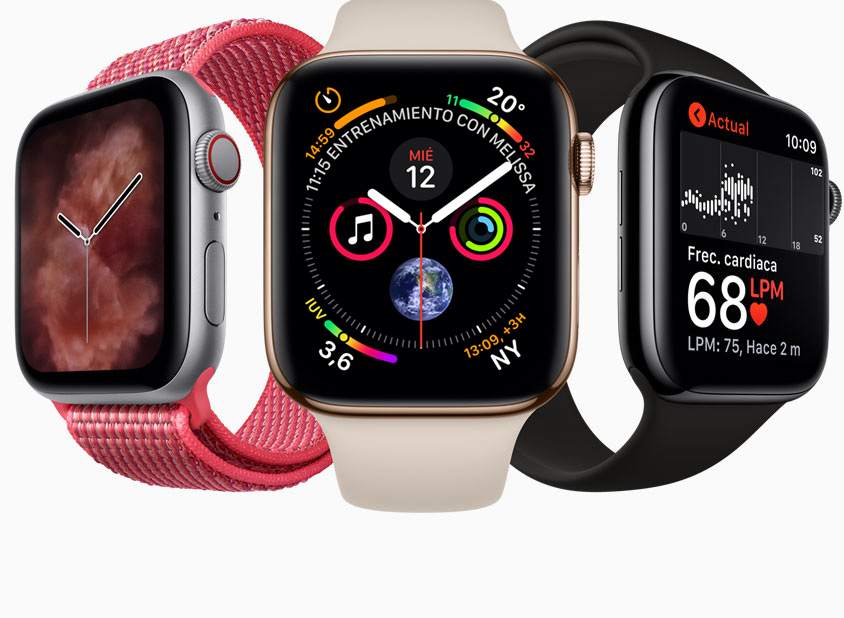 14:59
11 20° 32
11:15 ENTRENAMIENTO CON MELISSA
MIÉ
12
IUV
3,6
13:09, +3H
NY
Actual
10:09
102
0 6 12 18 52
Frec. cardiaca
68 LPM
LPM: 75, Hace 2 m